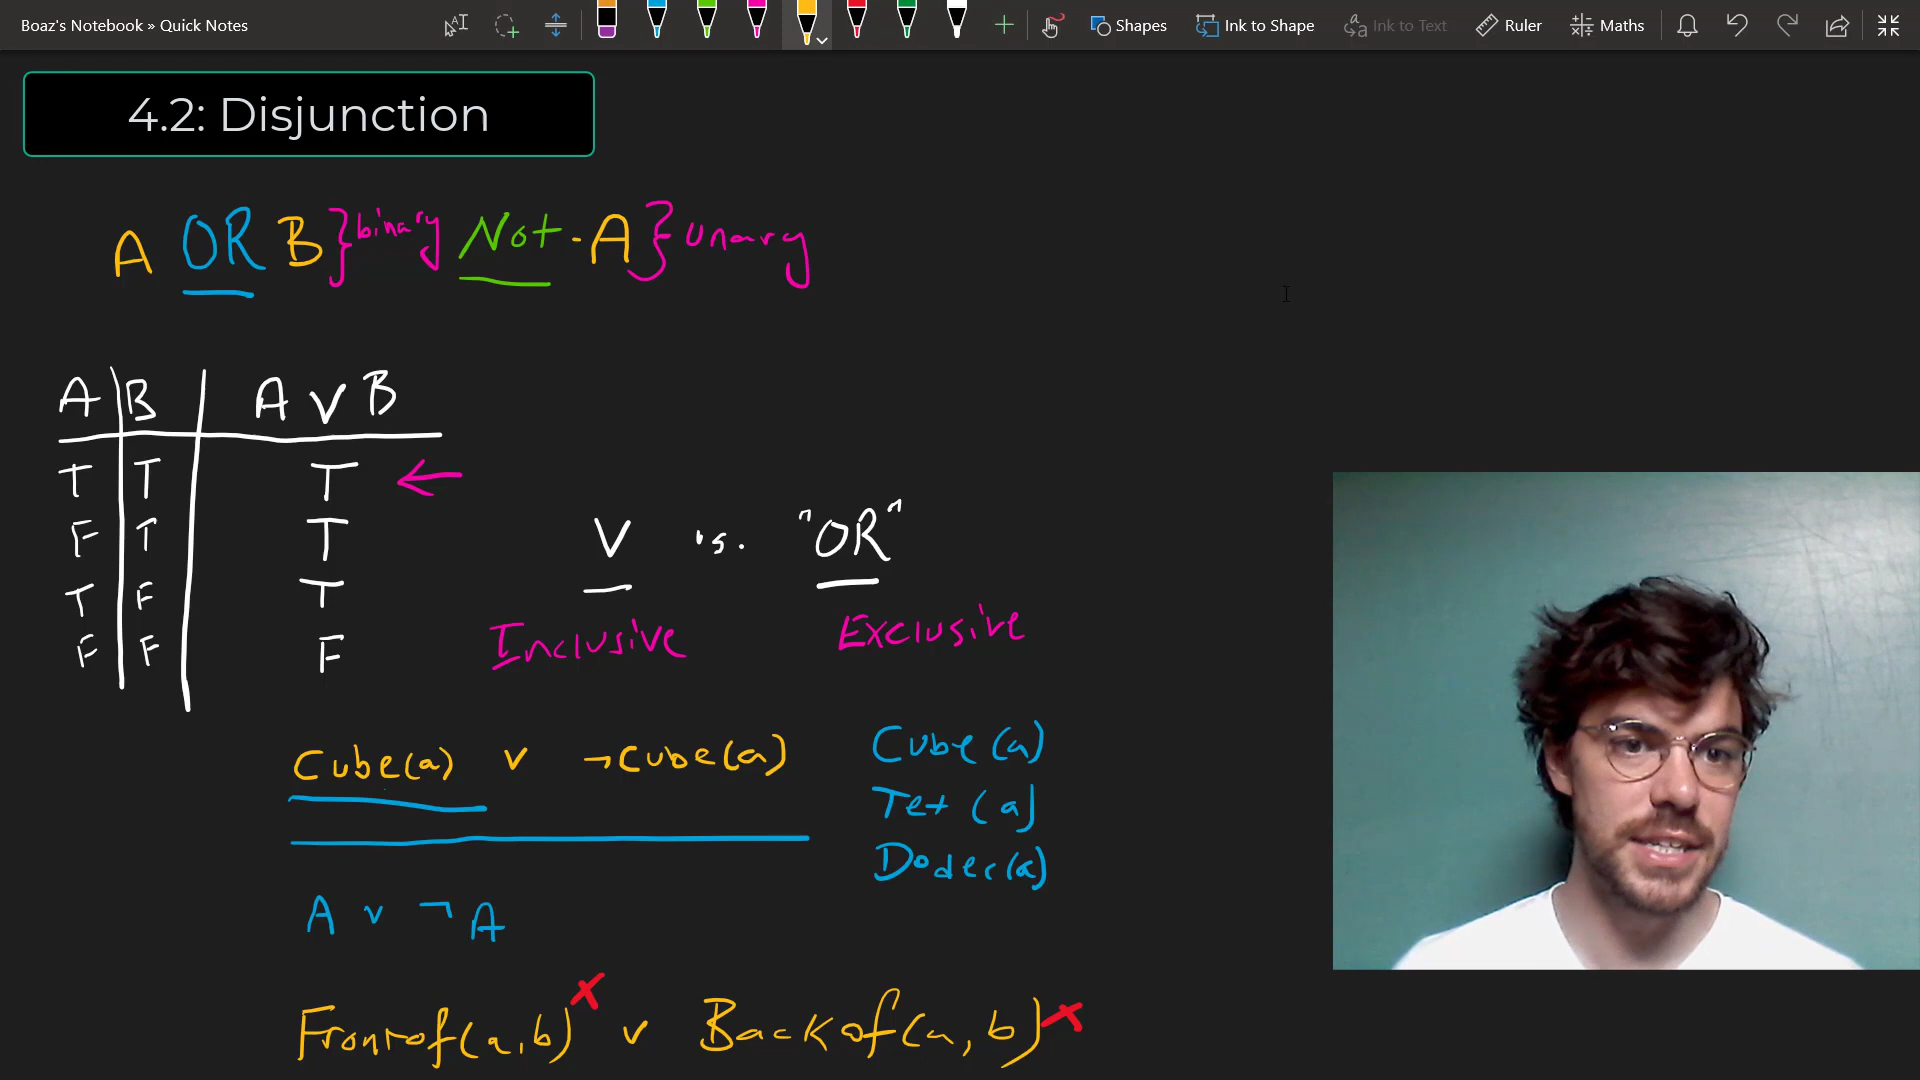 Boaz's Notebook » Quick Notes
Shapes
Ink to Shape
Ink to Text
Ruler
Maths
4.2: Disjunction
A OR B } binary Not - A } unary
A B A ∨ B
T T T ←
F T T
T F T
F F F
∨ vs. "OR"
Inclusive Exclusive
Cube(a) ∨ ¬Cube(a)
Cube(a)
Tet(a)
Dodec(a)
A ∨ ¬A
Frontof(a,b) x ∨ Backof(a,b) x